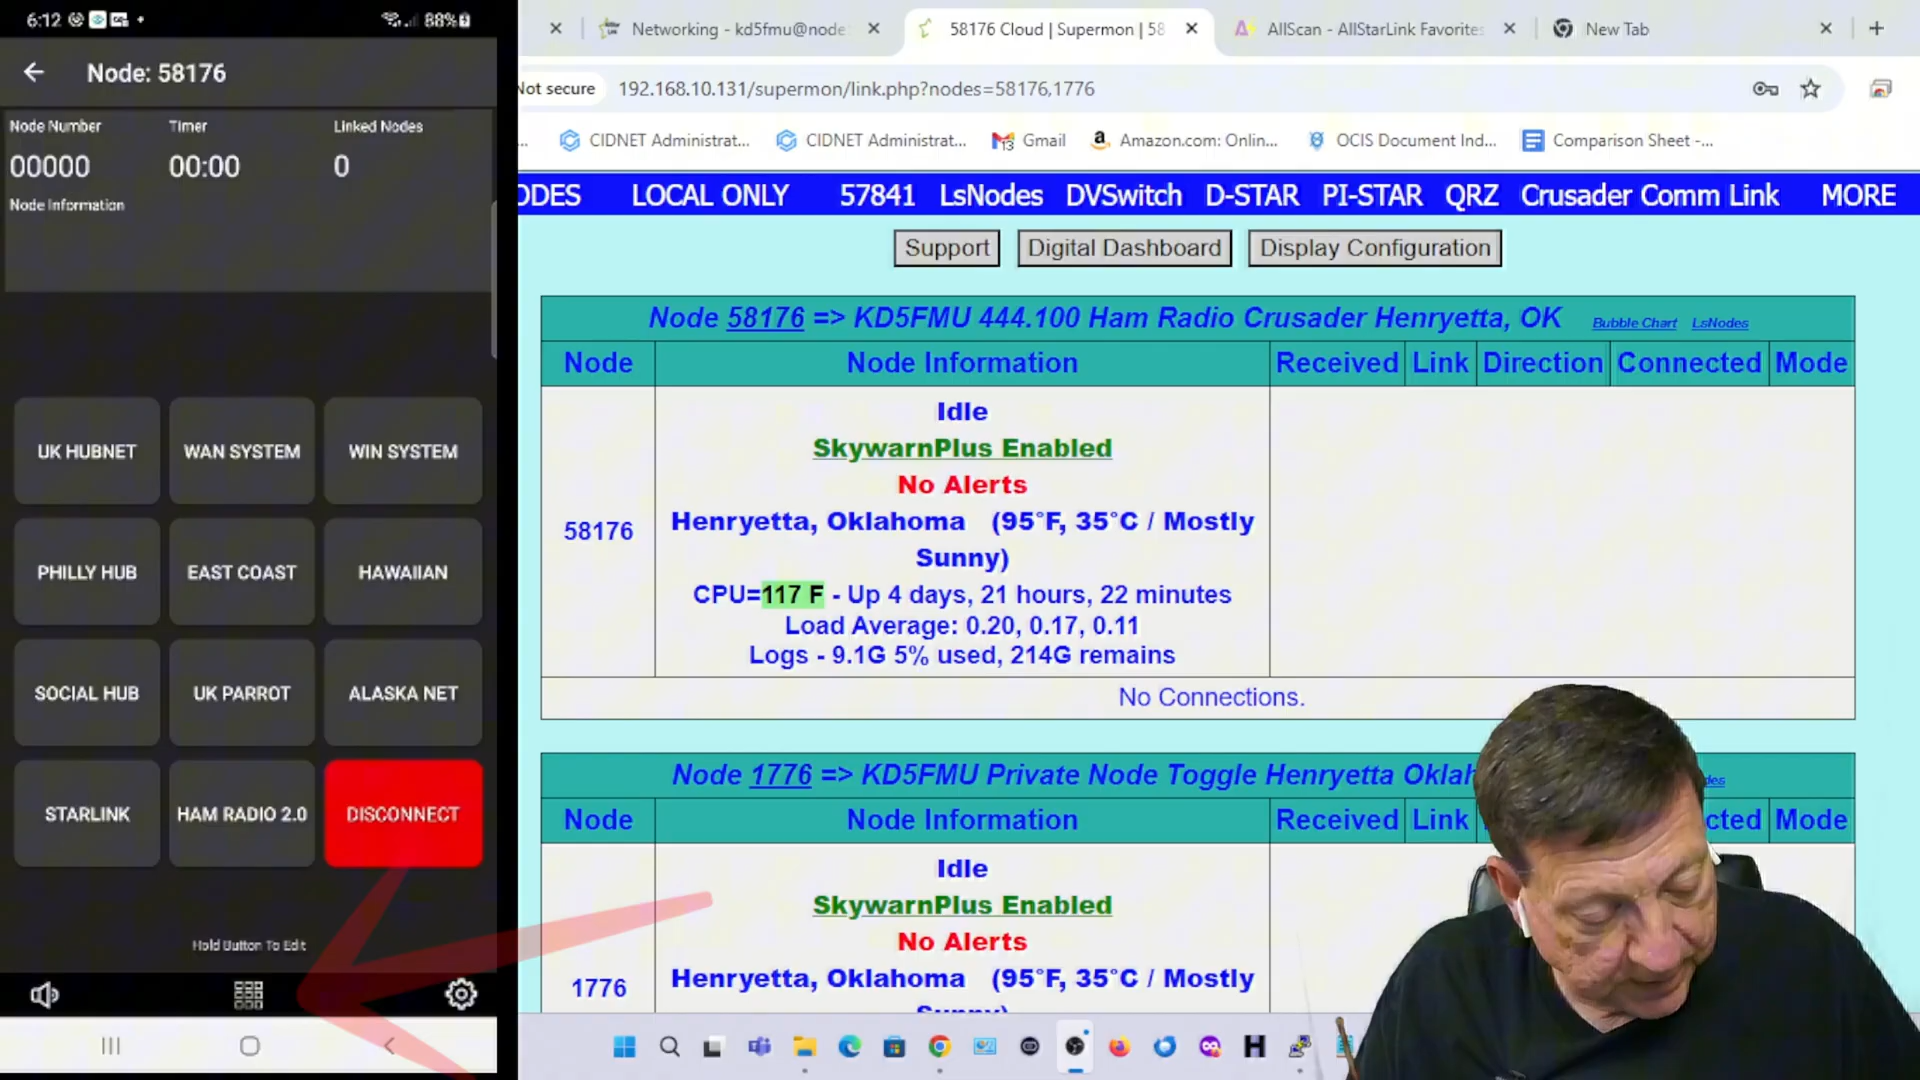 6:12 88%
Node: 58176
Node Number Timer Linked Nodes
00000 00:00 0
Node Information
UK HUBNET WAN SYSTEM WIN SYSTEM
PHILLY HUB EAST COAST HAWAIIAN
SOCIAL HUB UK PARROT ALASKA NET
STARLINK HAM RADIO 2.0 DISCONNECT
Hold Button To Edit
Networking - kd5fmu@node 58176 Cloud | Supermon | 58 AllScan - AllStarLink Favorites New Tab
Not secure 192.168.10.131/supermon/link.php?nodes=58176,1776
... CIDNET Administrat... CIDNET Administrat... Gmail Amazon.com: Onlin... OCIS Document Ind... Comparison Sheet -...
ODES LOCAL ONLY 57841 LsNodes DVSwitch D-STAR PI-STAR QRZ Crusader Comm Link MORE
Support Digital Dashboard Display Configuration
Node 58176 => KD5FMU 444.100 Ham Radio Crusader Henryetta, OK Bubble Chart LsNodes
Node Node Information Received Link Direction Connected Mode
Idle
SkywarnPlus Enabled
No Alerts
58176 Henryetta, Oklahoma (95°F, 35°C / Mostly
Sunny)
CPU=117 F - Up 4 days, 21 hours, 22 minutes
Load Average: 0.20, 0.17, 0.11
Logs - 9.1G 5% used, 214G remains
No Connections.
Node 1776 => KD5FMU Private Node Toggle Henryetta Oklah des
Node Node Information Received Link cted Mode
Idle
SkywarnPlus Enabled
No Alerts
1776 Henryetta, Oklahoma (95°F, 35°C / Mostly
Sunny)